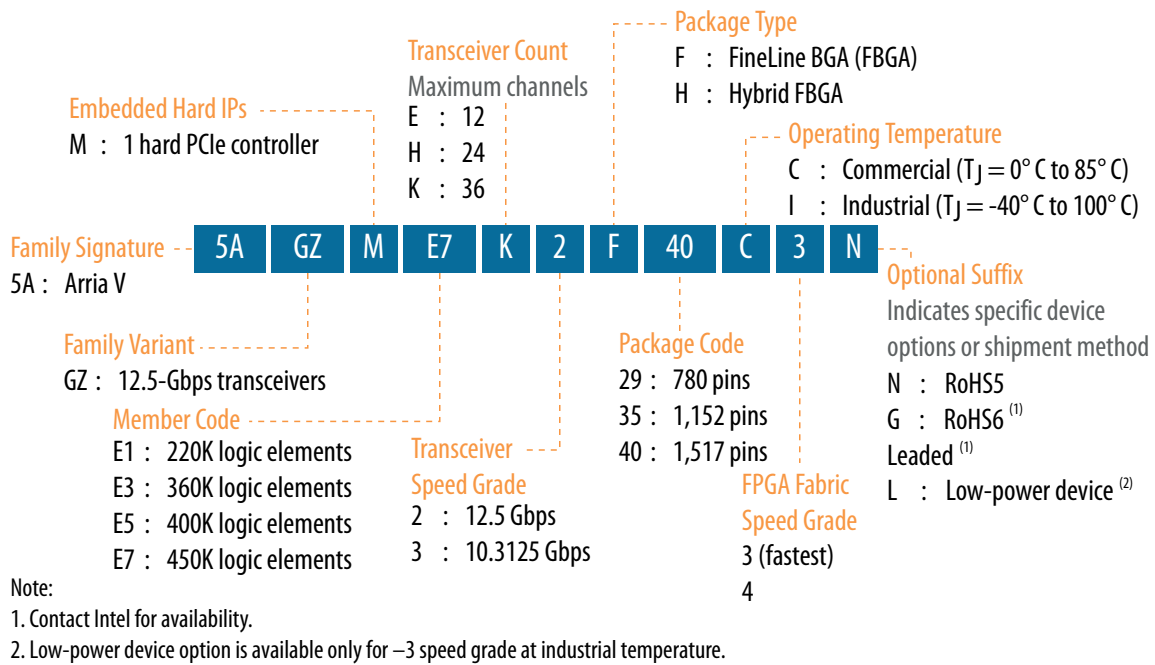 Package Type
F : FineLine BGA (FBGA)
H : Hybrid FBGA
Transceiver Count
Maximum channels
E : 12
H : 24
K : 36
Embedded Hard IPs
M : 1 hard PCIe controller
Operating Temperature
C : Commercial (TJ = 0° C to 85° C)
I : Industrial (TJ = -40° C to 100° C)
Family Signature
5A : Arria V
5A GZ M E7 K 2 F 40 C 3 N
Optional Suffix
Indicates specific device
options or shipment method
N : RoHS5
G : RoHS6 (1)
Leaded (1)
L : Low-power device (2)
Family Variant
GZ : 12.5-Gbps transceivers
Member Code
E1 : 220K logic elements
E3 : 360K logic elements
E5 : 400K logic elements
E7 : 450K logic elements
Transceiver
Speed Grade
2 : 12.5 Gbps
3 : 10.3125 Gbps
Package Code
29 : 780 pins
35 : 1,152 pins
40 : 1,517 pins
FPGA Fabric
Speed Grade
3 (fastest)
4
Note:
1. Contact Intel for availability.
2. Low-power device option is available only for –3 speed grade at industrial temperature.